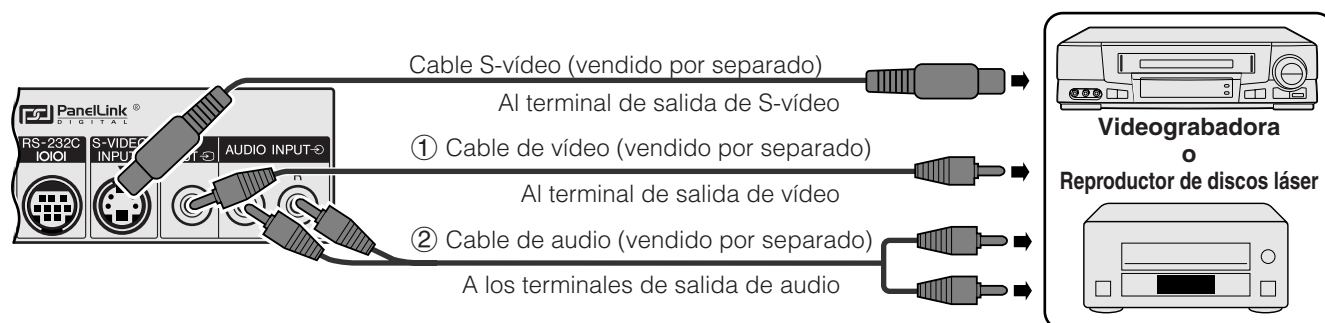 Cable S-vídeo (vendido por separado)
Al terminal de salida de S-vídeo
PanelLink ®
DIGITAL
RS-232C
IOIOI
S-VIDEO
INPUT
AUDIO INPUT
R
① Cable de vídeo (vendido por separado)
Al terminal de salida de vídeo
② Cable de audio (vendido por separado)
A los terminales de salida de audio
Videograbadora
o
Reproductor de discos láser